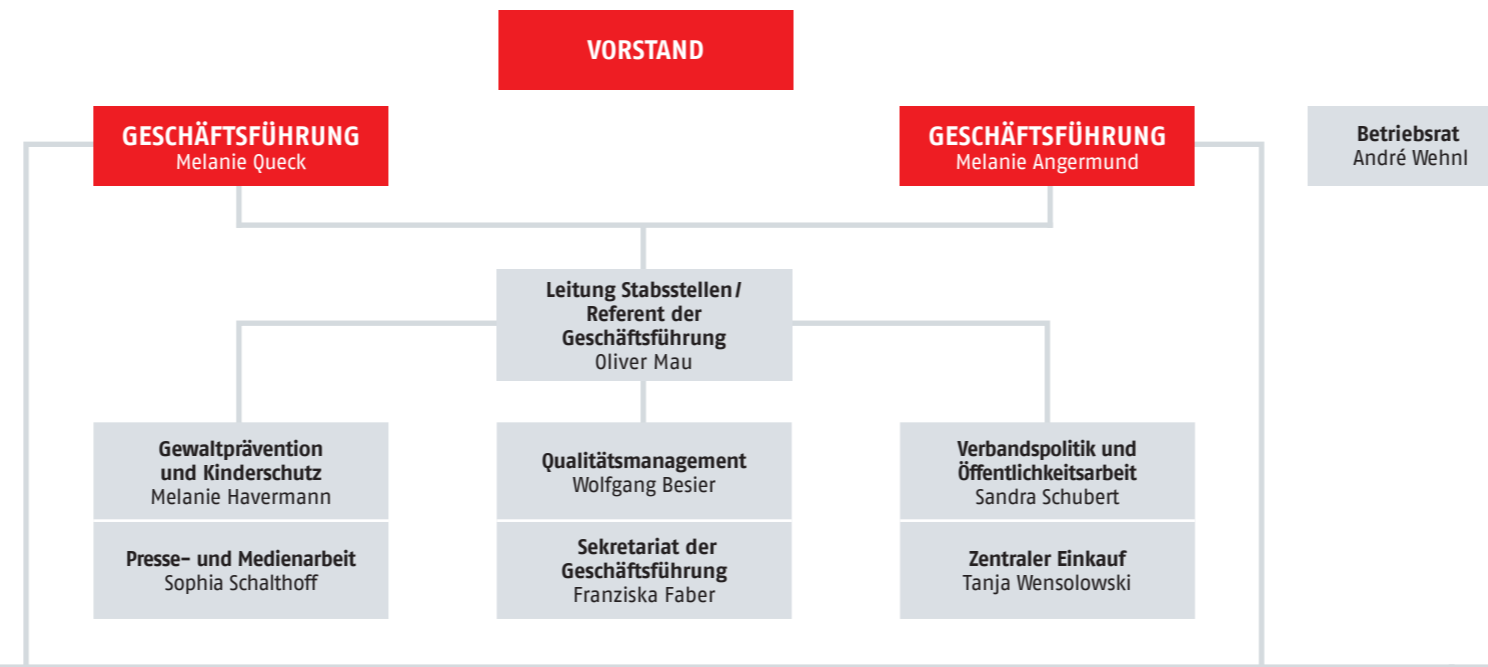 VORSTAND
GESCHÄFTSFÜHRUNG
Melanie Queck
GESCHÄFTSFÜHRUNG
Melanie Angermund
Betriebsrat
André Wehnl
Leitung Stabsstellen/
Referent der
Geschäftsführung
Oliver Mau
Gewaltprävention
und Kinderschutz
Melanie Havermann
Qualitätsmanagement
Wolfgang Besier
Verbandspolitik und
Öffentlichkeitsarbeit
Sandra Schubert
Presse- und Medienarbeit
Sophia Schalthoff
Sekretariat der
Geschäftsführung
Franziska Faber
Zentraler Einkauf
Tanja Wensolowski